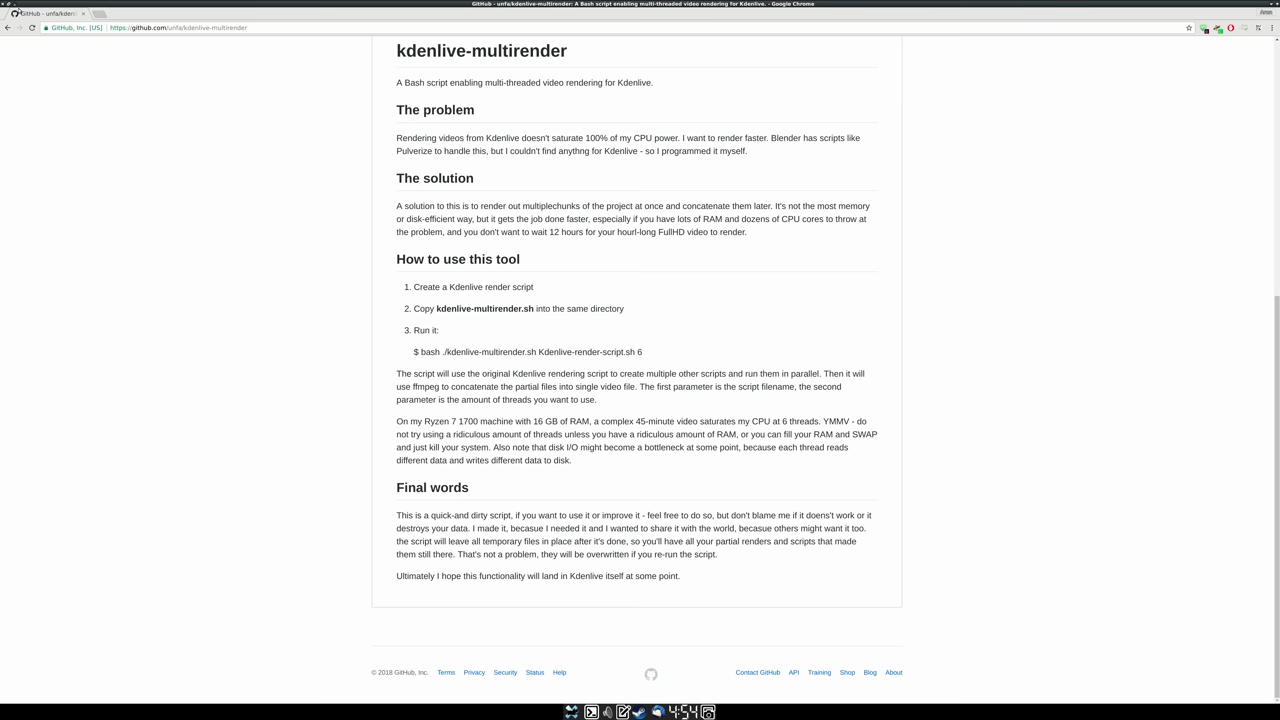 GitHub - unfa/kdenlive-multirender: A Bash script enabling multi-threaded video rendering for Kdenlive. - Google Chrome
GitHub - unfa/kden
GitHub, Inc. [US] https://github.com/unfa/kdenlive-multirender
kdenlive-multirender
A Bash script enabling multi-threaded video rendering for Kdenlive.
The problem
Rendering videos from Kdenlive doesn't saturate 100% of my CPU power. I want to render faster. Blender has scripts like
Pulverize to handle this, but I couldn't find anythng for Kdenlive - so I programmed it myself.
The solution
A solution to this is to render out multiplechunks of the project at once and concatenate them later. It's not the most memory
or disk-efficient way, but it gets the job done faster, especially if you have lots of RAM and dozens of CPU cores to throw at
the problem, and you don't want to wait 12 hours for your hourl-long FullHD video to render.
How to use this tool
1. Create a Kdenlive render script
2. Copy kdenlive-multirender.sh into the same directory
3. Run it:
$ bash ./kdenlive-multirender.sh Kdenlive-render-script.sh 6
The script will use the original Kdenlive rendering script to create multiple other scripts and run them in parallel. Then it will
use ffmpeg to concatenate the partial files into single video file. The first parameter is the script filename, the second
parameter is the amount of threads you want to use.
On my Ryzen 7 1700 machine with 16 GB of RAM, a complex 45-minute video saturates my CPU at 6 threads. YMMV - do
not try using a ridiculous amount of threads unless you have a ridiculous amount of RAM, or you can fill your RAM and SWAP
and just kill your system. Also note that disk I/O might become a bottleneck at some point, because each thread reads
different data and writes different data to disk.
Final words
This is a quick-and dirty script, if you want to use it or improve it - feel free to do so, but don't blame me if it doens't work or it
destroys your data. I made it, becasue I needed it and I wanted to share it with the world, becasue others might want it too.
the script will leave all temporary files in place after it's done, so you'll have all your partial renders and scripts that made
them still there. That's not a problem, they will be overwritten if you re-run the script.
Ultimately I hope this functionality will land in Kdenlive itself at some point.
© 2018 GitHub, Inc. Terms Privacy Security Status Help Contact GitHub API Training Shop Blog About
4:54